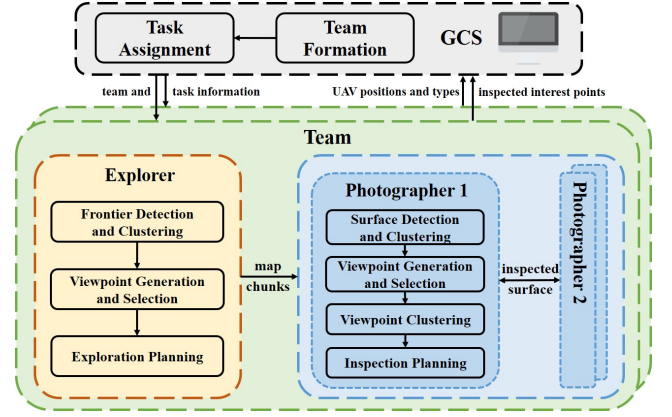 Task
Assignment
Team
Formation
GCS
team and
task information
UAV positions and types
inspected interest points
Team
Explorer
Frontier Detection
and Clustering
Viewpoint Generation
and Selection
Exploration Planning
map
chunks
Photographer 1
Surface Detection
and Clustering
Viewpoint Generation
and Selection
Viewpoint Clustering
Inspection Planning
inspected
surface
Photographer 2